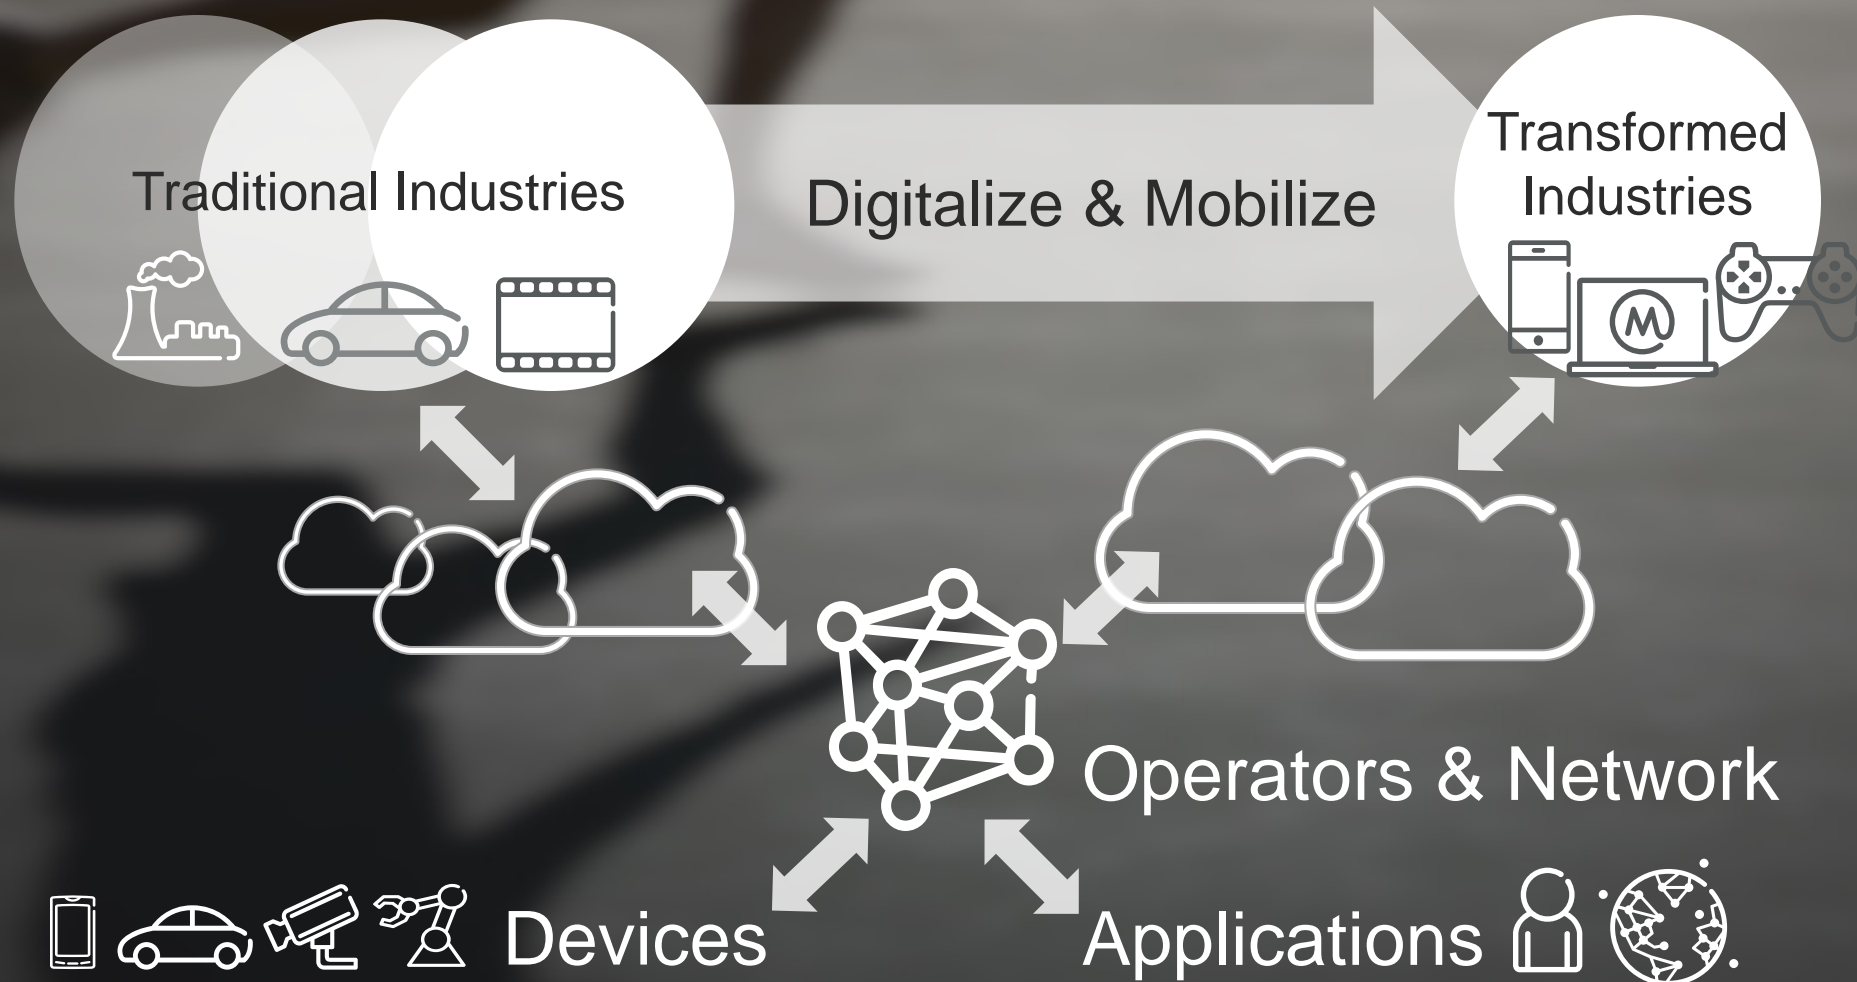 Traditional Industries
Digitalize & Mobilize
Transformed
Industries
M
Operators & Network
Devices
Applications